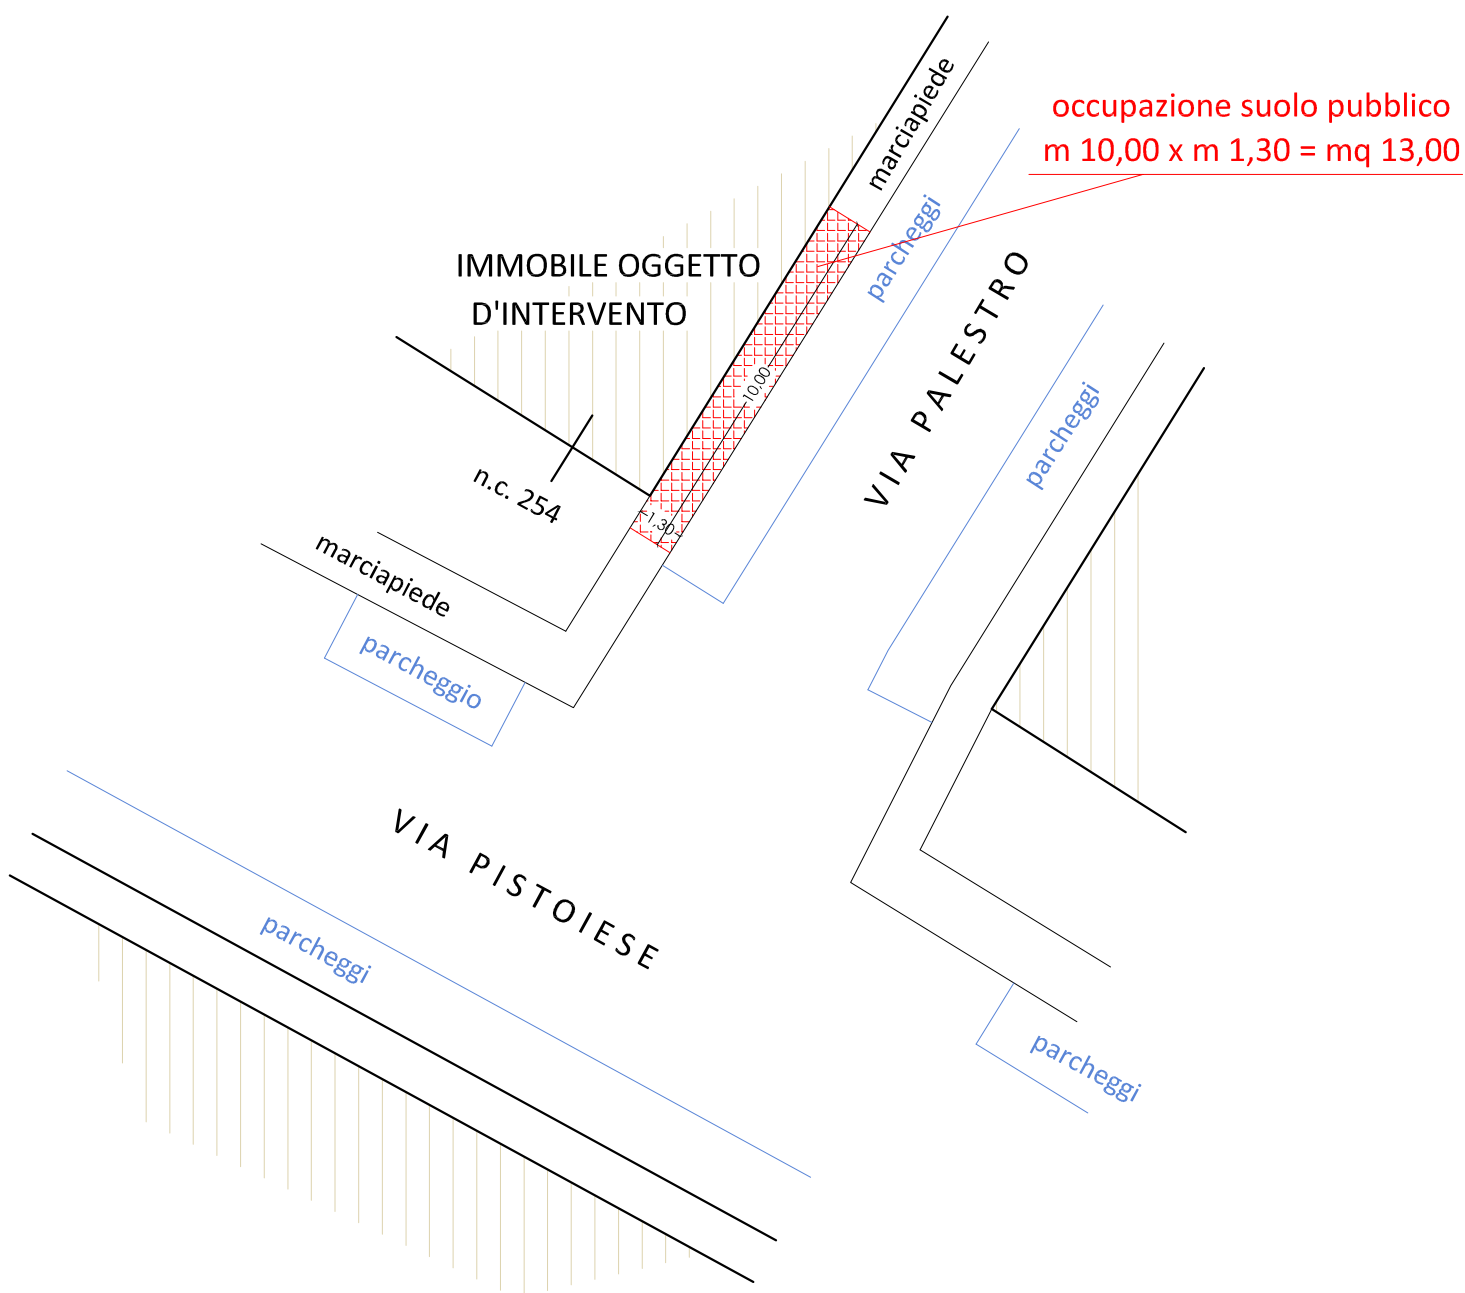 marciapiede
occupazione suolo pubblico
m 10,00 x m 1,30 = mq 13,00
parcheggi
IMMOBILE OGGETTO
D'INTERVENTO
VIA PALESTRO
10,00
parcheggi
n.c. 254
1,30
marciapiede
parcheggio
VIA PISTOIESE
parcheggi
parcheggi